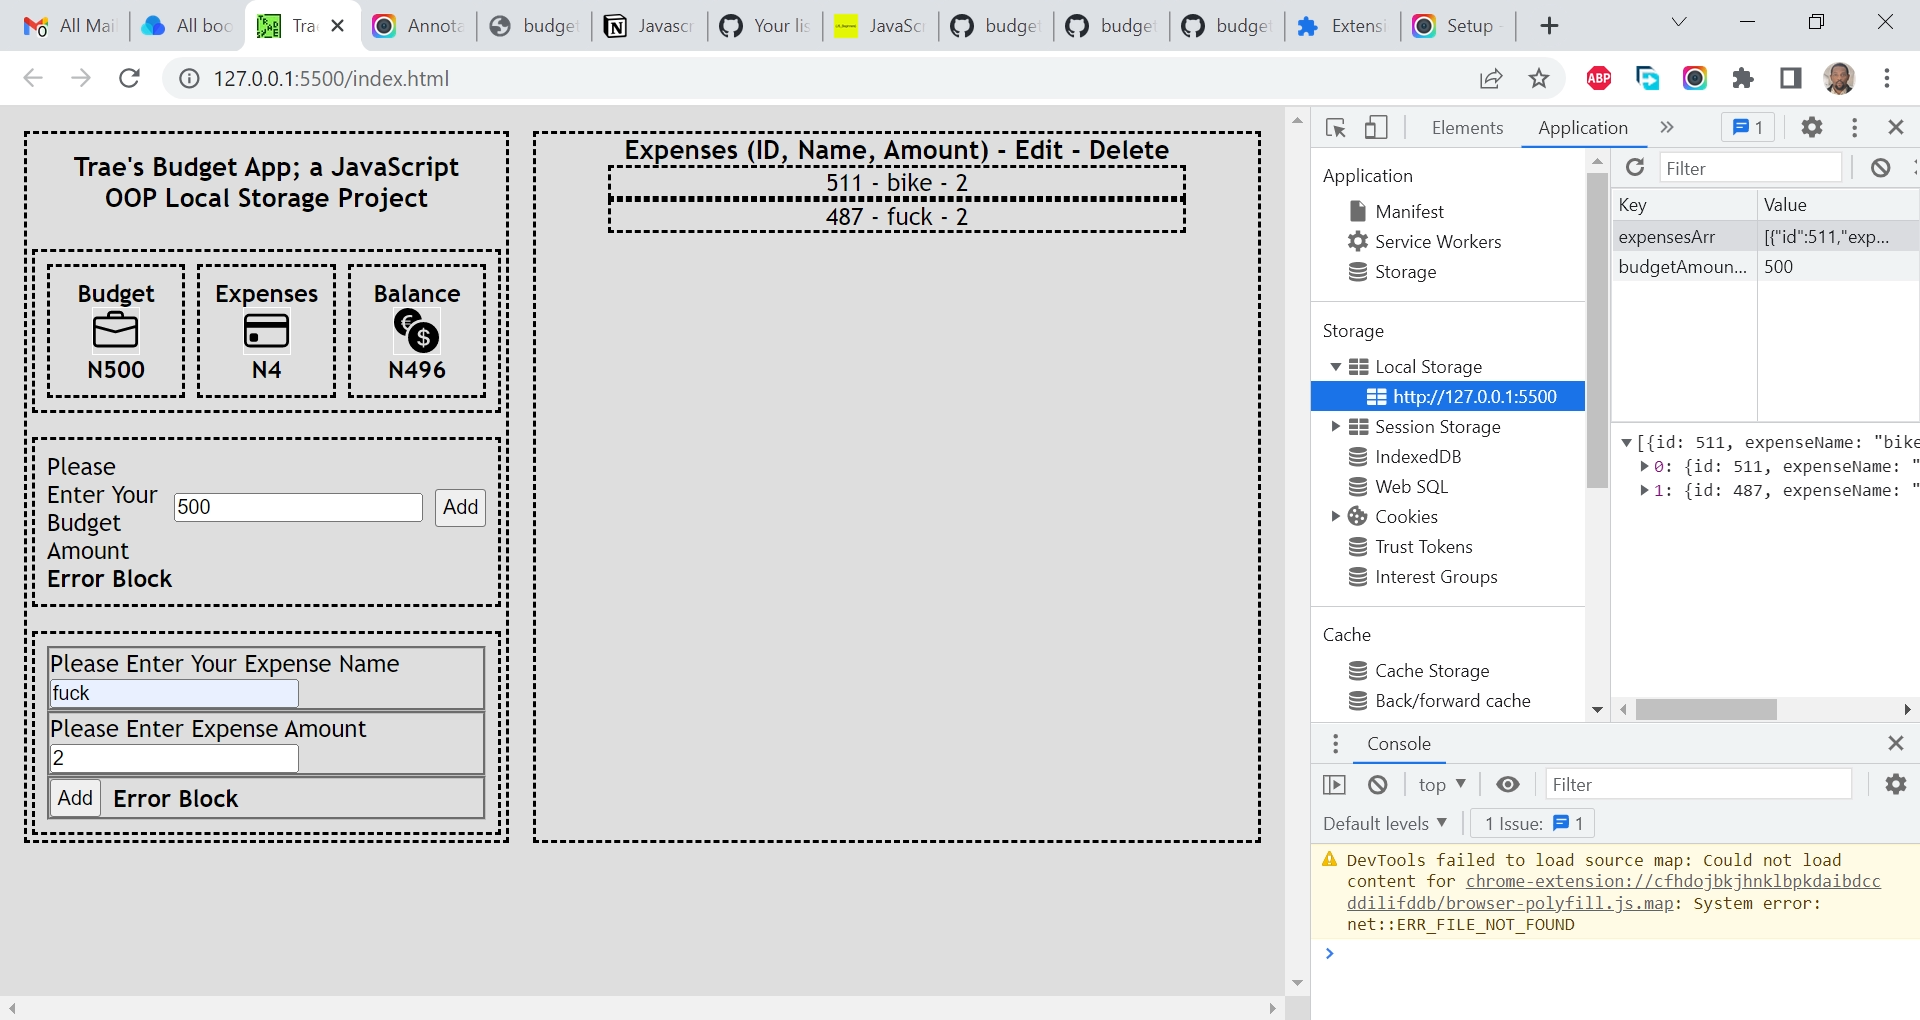 All Mai
All boo
Tra
Annota
budget
Javascr
Your lis
JavaScr
budget
budget
budget
Extensi
Setup
127.0.0.1:5500/index.html
ABP
Trae's Budget App; a JavaScript
OOP Local Storage Project
Budget
Expenses
Balance
N500
N4
N496
Please
Enter Your
Budget
Amount
500
Add
Error Block
Please Enter Your Expense Name
fuck
Please Enter Expense Amount
2
Add
Error Block
Expenses (ID, Name, Amount) - Edit - Delete
511 - bike - 2
487 - fuck - 2
Elements
Application
1
Application
Manifest
Service Workers
Storage
Storage
Local Storage
http://127.0.0.1:5500
Session Storage
IndexedDB
Web SQL
Cookies
Trust Tokens
Interest Groups
Cache
Cache Storage
Back/forward cache
Filter
Key Value
expensesArr [{"id":511,"exp...
budgetAmoun... 500
[{id: 511, expenseName: "bike
0: {id: 511, expenseName: "
1: {id: 487, expenseName: "
Console
top
Filter
Default levels
1 Issue: 1
DevTools failed to load source map: Could not load
content for chrome-extension://cfhdojbkjhnklbpkdaibdcc
ddilifddb/browser-polyfill.js.map: System error:
net::ERR_FILE_NOT_FOUND